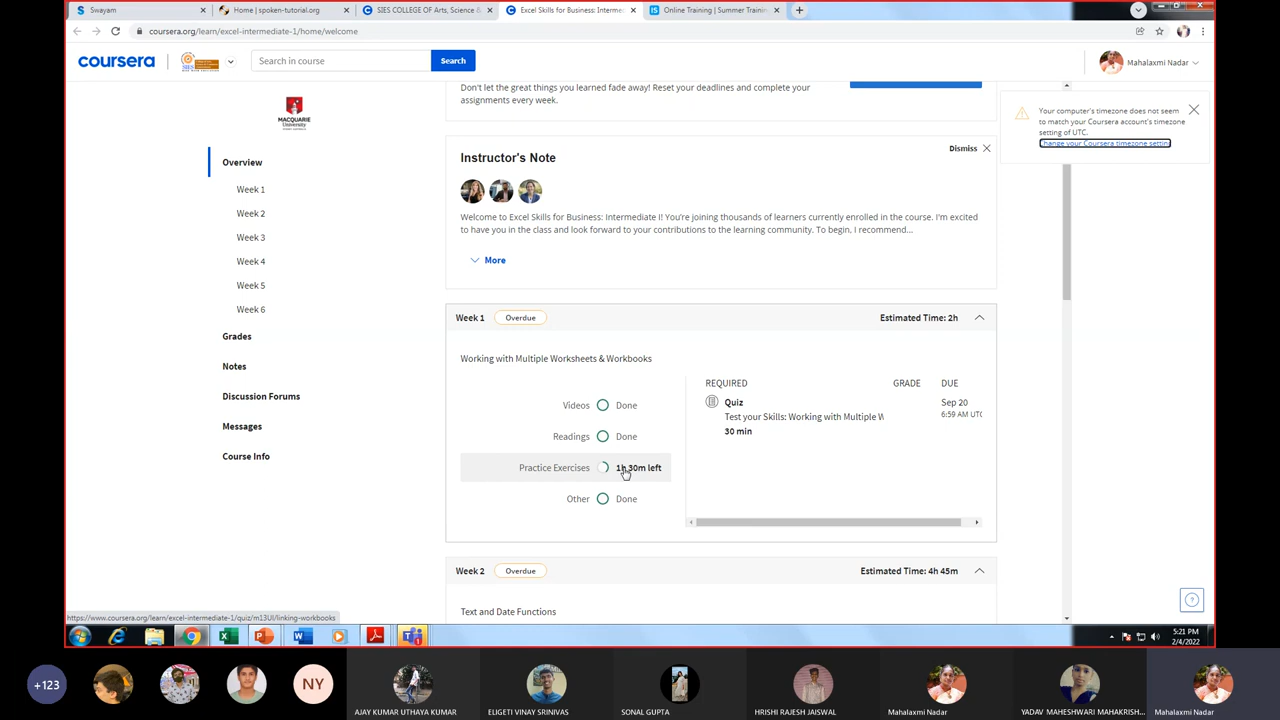 Swayam
Home | spoken-tutorial.org
SIES COLLEGE OF Arts, Science &
Excel Skills for Business: Interme
Online Training | Summer Trainin
coursera.org/learn/excel-intermediate-1/home/welcome
coursera
Search in course
Search
Mahalaxmi Nadar
Don't let the great things you learned fade away! Reset your deadlines and complete your
assignments every week.
Your computer's timezone does not seem
to match your Coursera account's timezone
setting of UTC.
Change your Coursera timezone setting
MACQUARIE
University
Overview
Week 1
Week 2
Week 3
Week 4
Week 5
Week 6
Grades
Notes
Discussion Forums
Messages
Course Info
Instructor's Note
Dismiss
Welcome to Excel Skills for Business: Intermediate I! You're joining thousands of learners currently enrolled in the course. I'm excited
to have you in the class and look forward to your contributions to the learning community. To begin, I recommend...
More
Week 1 Overdue Estimated Time: 2h
Working with Multiple Worksheets & Workbooks
Videos Done
Readings Done
Practice Exercises 1h 30m left
Other Done
REQUIRED GRADE DUE
Quiz
Test your Skills: Working with Multiple W
30 min
Sep 20
6:59 AM UTC
Week 2 Overdue Estimated Time: 4h 45m
Text and Date Functions
https://www.coursera.org/learn/excel-intermediate-1/quiz/m13UI/linking-workbooks
5:21 PM
2/4/2022
+123
NY
AJAY KUMAR UTHAYA KUMAR
ELIGETI VINAY SRINIVAS
SONAL GUPTA
HRISHI RAJESH JAISWAL
Mahalaxmi Nadar
YADAV MAHESHWARI MAHAKRISH...
Mahalaxmi Nadar